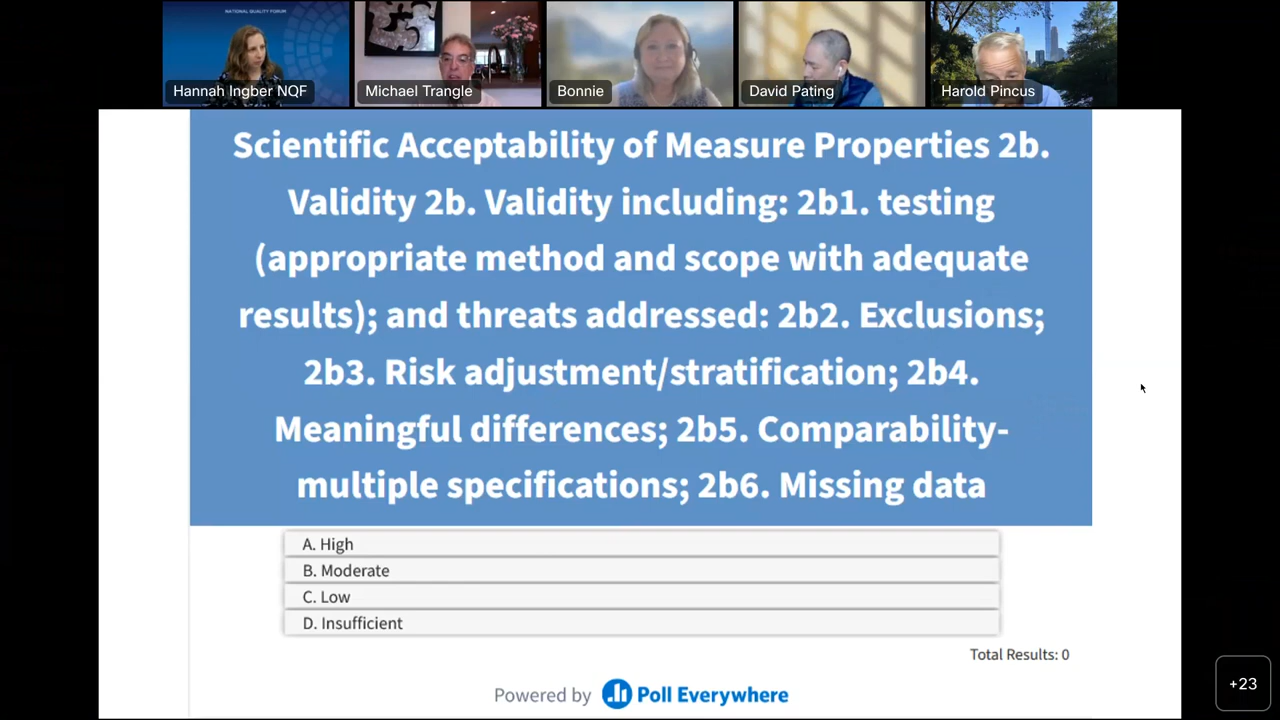 NATIONAL QUALITY FORUM
Hannah Ingber NQF
Michael Trangle
Bonnie
David Pating
Harold Pincus
Scientific Acceptability of Measure Properties 2b.
Validity 2b. Validity including: 2b1. testing
(appropriate method and scope with adequate
results); and threats addressed: 2b2. Exclusions;
2b3. Risk adjustment/stratification; 2b4.
Meaningful differences; 2b5. Comparability-
multiple specifications; 2b6. Missing data
A. High
B. Moderate
C. Low
D. Insufficient
Total Results: 0
Powered by Poll Everywhere
+23